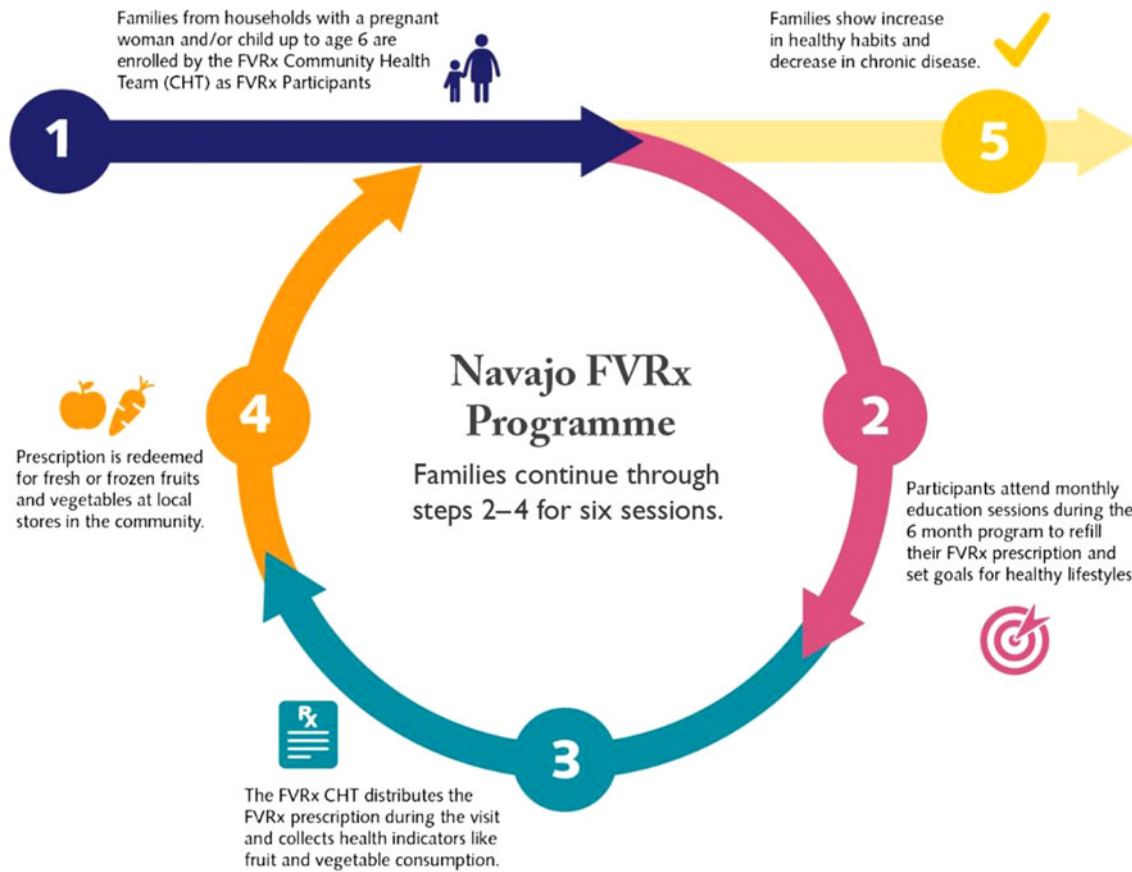 Families from households with a pregnant
woman and/or child up to age 6 are
enrolled by the FVRx Community Health
Team (CHT) as FVRx Participants
1
Families show increase
in healthy habits and
decrease in chronic disease.
5
Navajo FVRx
Programme
Families continue through
steps 2–4 for six sessions.
2
Participants attend monthly
education sessions during the
6 month program to refill
their FVRx prescription and
set goals for healthy lifestyles
3
Rx
The FVRx CHT distributes the
FVRx prescription during the visit
and collects health indicators like
fruit and vegetable consumption.
4
Prescription is redeemed
for fresh or frozen fruits
and vegetables at local
stores in the community.